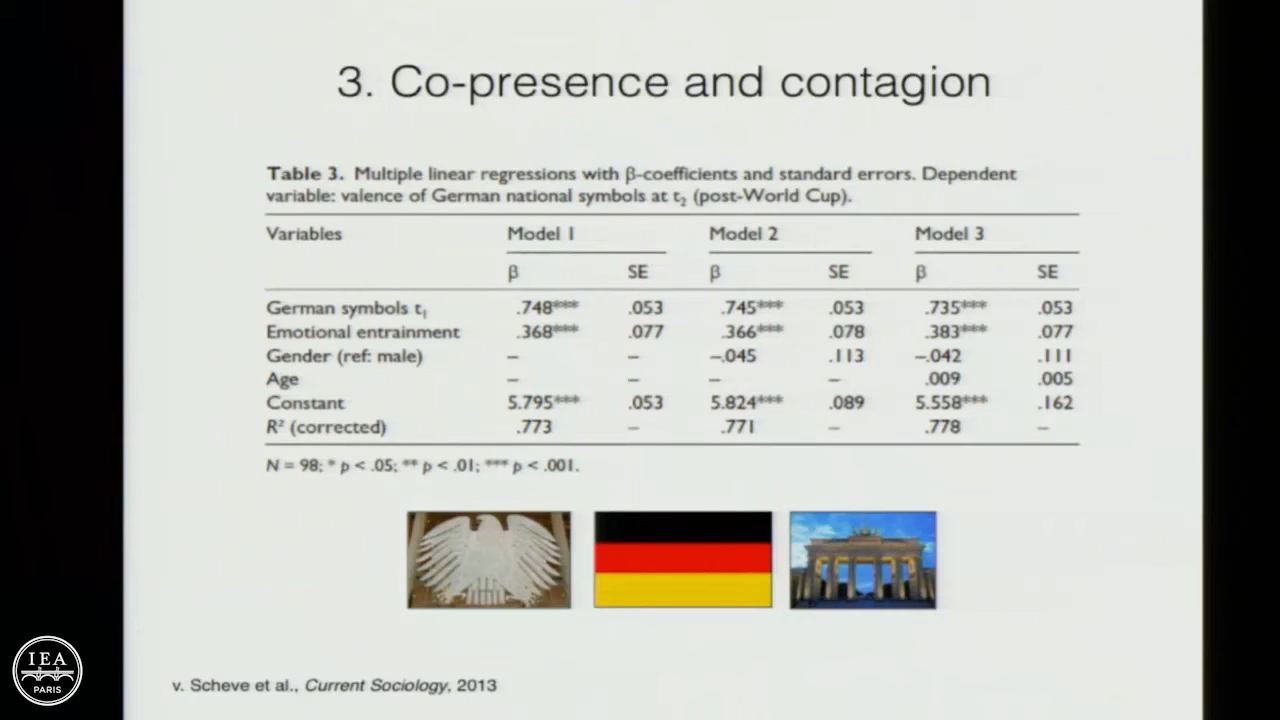 3. Co-presence and contagion
Table 3. Multiple linear regressions with β-coefficients and standard errors. Dependent
variable: valence of German national symbols at t₂ (post-World Cup).
Variables Model 1 Model 2 Model 3
β SE β SE β SE
German symbols t₁ .748*** .053 .745*** .053 .735*** .053
Emotional entrainment .368*** .077 .366*** .078 .383*** .077
Gender (ref: male) – – –.045 .113 –.042 .111
Age – – – – .009 .005
Constant 5.795*** .053 5.824*** .089 5.558*** .162
R² (corrected) .773 – .771 – .778 –
N = 98; * p < .05; ** p < .01; *** p < .001.
v. Scheve et al., Current Sociology, 2013
IEA
PARIS